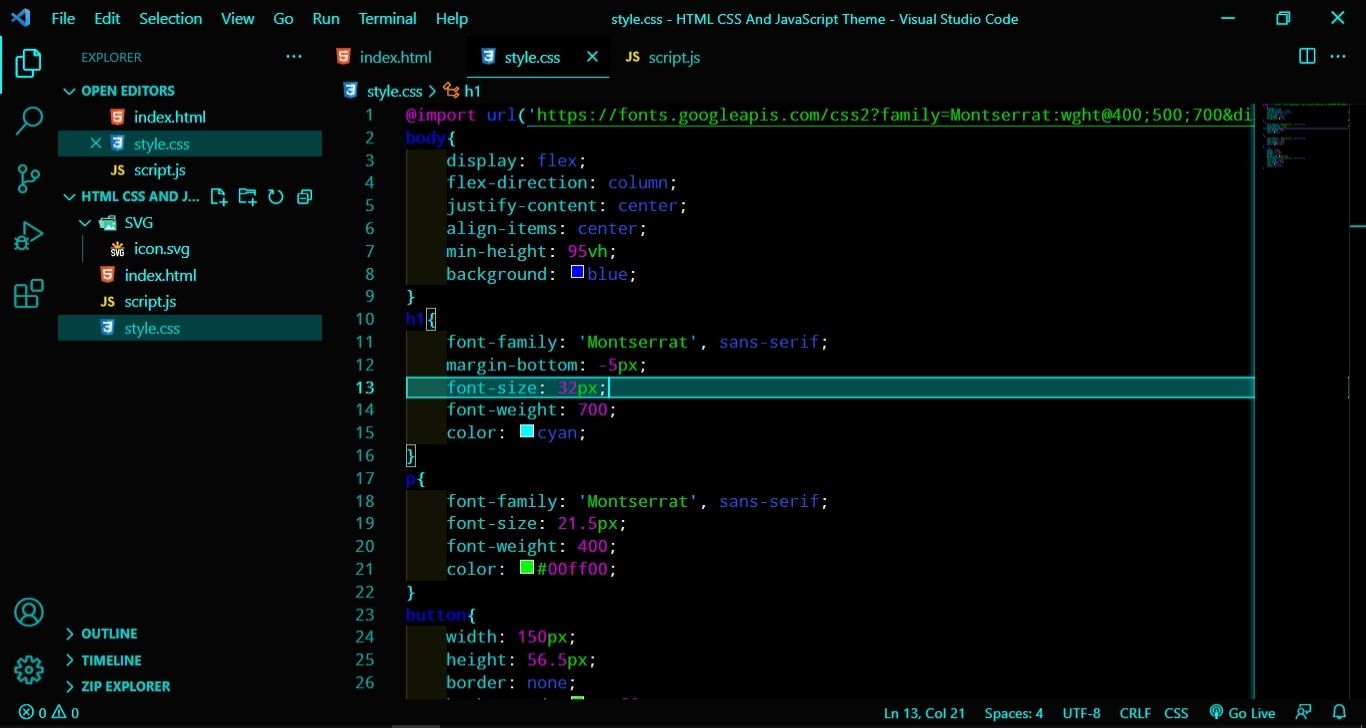 File Edit Selection View Go Run Terminal Help
style.css - HTML CSS And JavaScript Theme - Visual Studio Code
EXPLORER
OPEN EDITORS
index.html
style.css
JS script.js
HTML CSS AND J...
SVG
SVG icon.svg
index.html
JS script.js
style.css
OUTLINE
TIMELINE
ZIP EXPLORER
index.html style.css JS script.js
style.css > h1
1 @import url('https://fonts.googleapis.com/css2?family=Montserrat:wght@400;500;700&di
2 body{
3 display: flex;
4 flex-direction: column;
5 justify-content: center;
6 align-items: center;
7 min-height: 95vh;
8 background: blue;
9 }
10 h1{
11 font-family: 'Montserrat', sans-serif;
12 margin-bottom: -5px;
13 font-size: 32px;
14 font-weight: 700;
15 color: cyan;
16 }
17 p{
18 font-family: 'Montserrat', sans-serif;
19 font-size: 21.5px;
20 font-weight: 400;
21 color: #00ff00;
22 }
23 button{
24 width: 150px;
25 height: 56.5px;
26 border: none;
0 0 Ln 13, Col 21 Spaces: 4 UTF-8 CRLF CSS Go Live